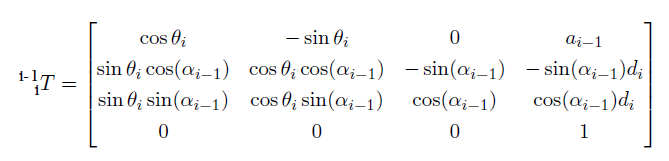 cos θᵢ − sin θᵢ 0 aᵢ₋₁
ⁱ⁻¹ᵢT = sin θᵢ cos(αᵢ₋₁) cos θᵢ cos(αᵢ₋₁) − sin(αᵢ₋₁) − sin(αᵢ₋₁)dᵢ
sin θᵢ sin(αᵢ₋₁) cos θᵢ sin(αᵢ₋₁) cos(αᵢ₋₁) cos(αᵢ₋₁)dᵢ
0 0 0 1